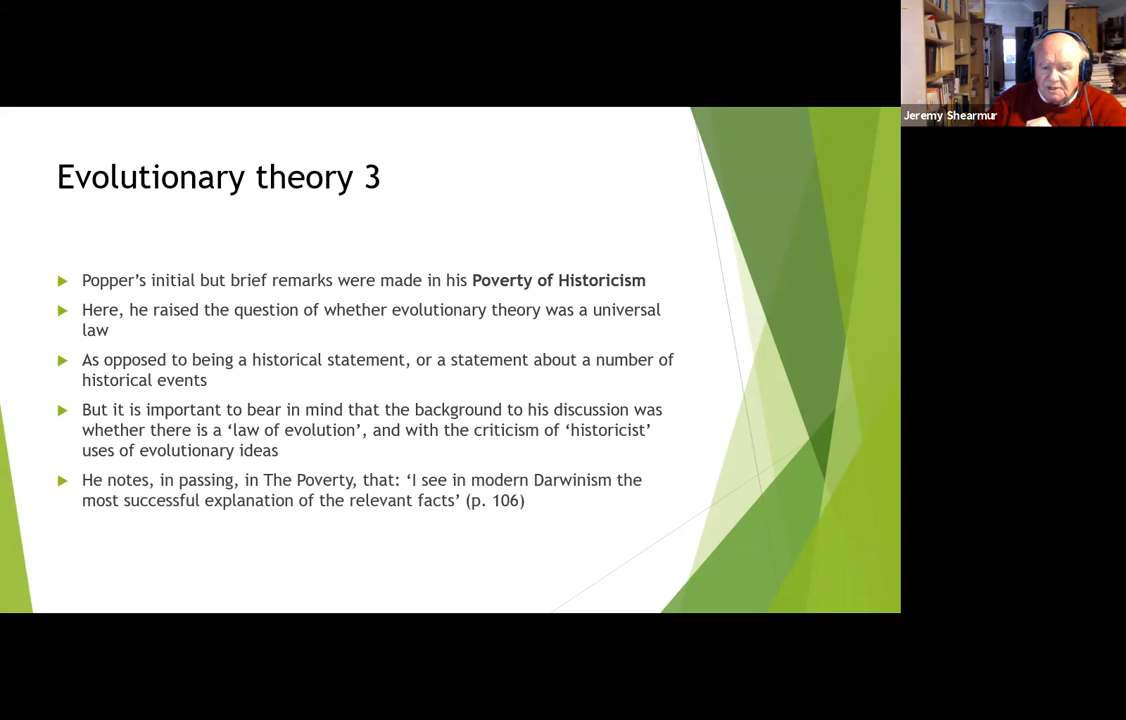 Jeremy Shearmur
Evolutionary theory 3
Popper’s initial but brief remarks were made in his Poverty of Historicism
Here, he raised the question of whether evolutionary theory was a universal
law
As opposed to being a historical statement, or a statement about a number of
historical events
But it is important to bear in mind that the background to his discussion was
whether there is a ‘law of evolution’, and with the criticism of ‘historicist’
uses of evolutionary ideas
He notes, in passing, in The Poverty, that: ‘I see in modern Darwinism the
most successful explanation of the relevant facts’ (p. 106)